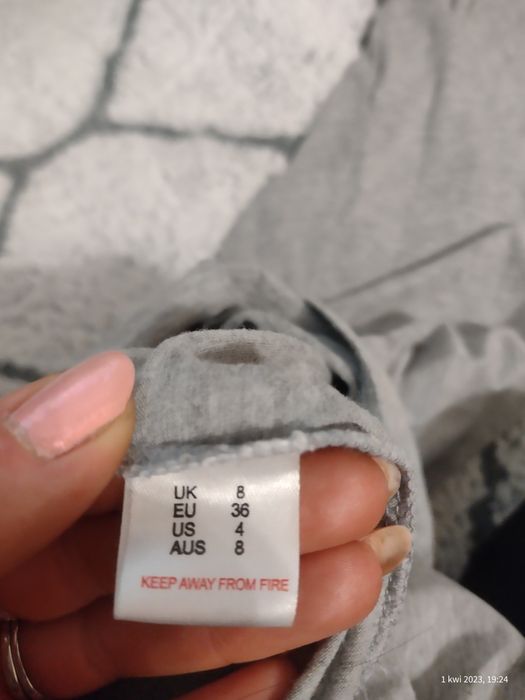 UK 8
EU 36
US 4
AUS 8
KEEP AWAY FROM FIRE
1 kwi 2023, 19:24